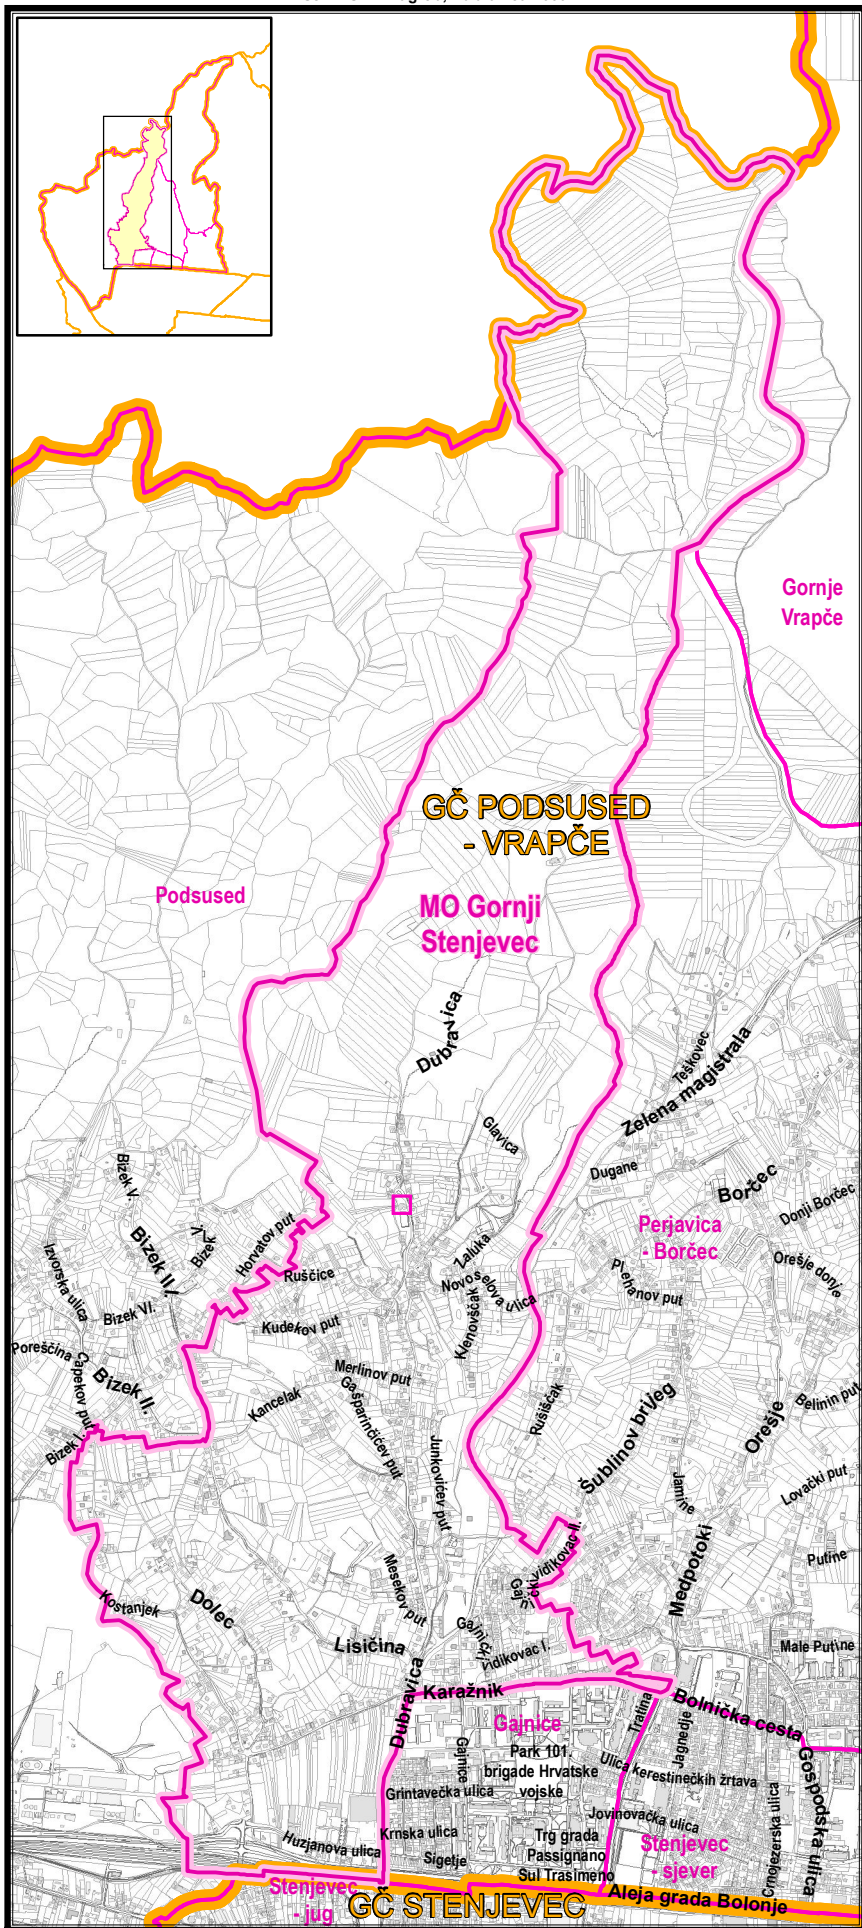 Gornje
Vrapče
GČ PODSUSED
- VRAPČE
Podsused
MO Gornji
Stenjevec
Dubravica
Teškovec
Zelena magistrala
Glavica
Dugane
Borčec
Donji Borčec
Bizek V.
Bizek V.
Bizek III.
Horvatov put
Izvorska ulica
Ruščice
Zaluka
Novoselova ulica
Perjavica
- Borčec
Orešje donje
Plehanov put
Bizek VI.
Kudekov put
Klenovščak
Poreščina
Čapekov put
Bizek II.
Merlinov put
Kancelak
Gašparinčićev put
Rušiščak
Šublinov brijeg
Belinin put
Orešje
Bizek I.
Junkovićev put
Jamine
Lovački put
Medpotoki
Putine
Gajnički vidikovac II.
Mesekov put
Kostanjek
Dolec
Lisičina
Gajnički
vidikovac I.
Male Putine
Dubravica
Karažnik
Bolnička cesta
Gajnice
Tratina
Jagnedje
Gospodska ulica
Gajnice
Park 101.
brigade Hrvatske
vojske
Ulica kerestinečkih žrtava
Grintavečka ulica
Crnojezerska ulica
Jovinovačka ulica
Krnska ulica
Huzjanova ulica
Sigetje
Trg grada
Passignano
Sul Trasimeno
Stenjevec
- sjever
Stenjevec
- jug
GČ STENJEVEC
Aleja grada Bolonje